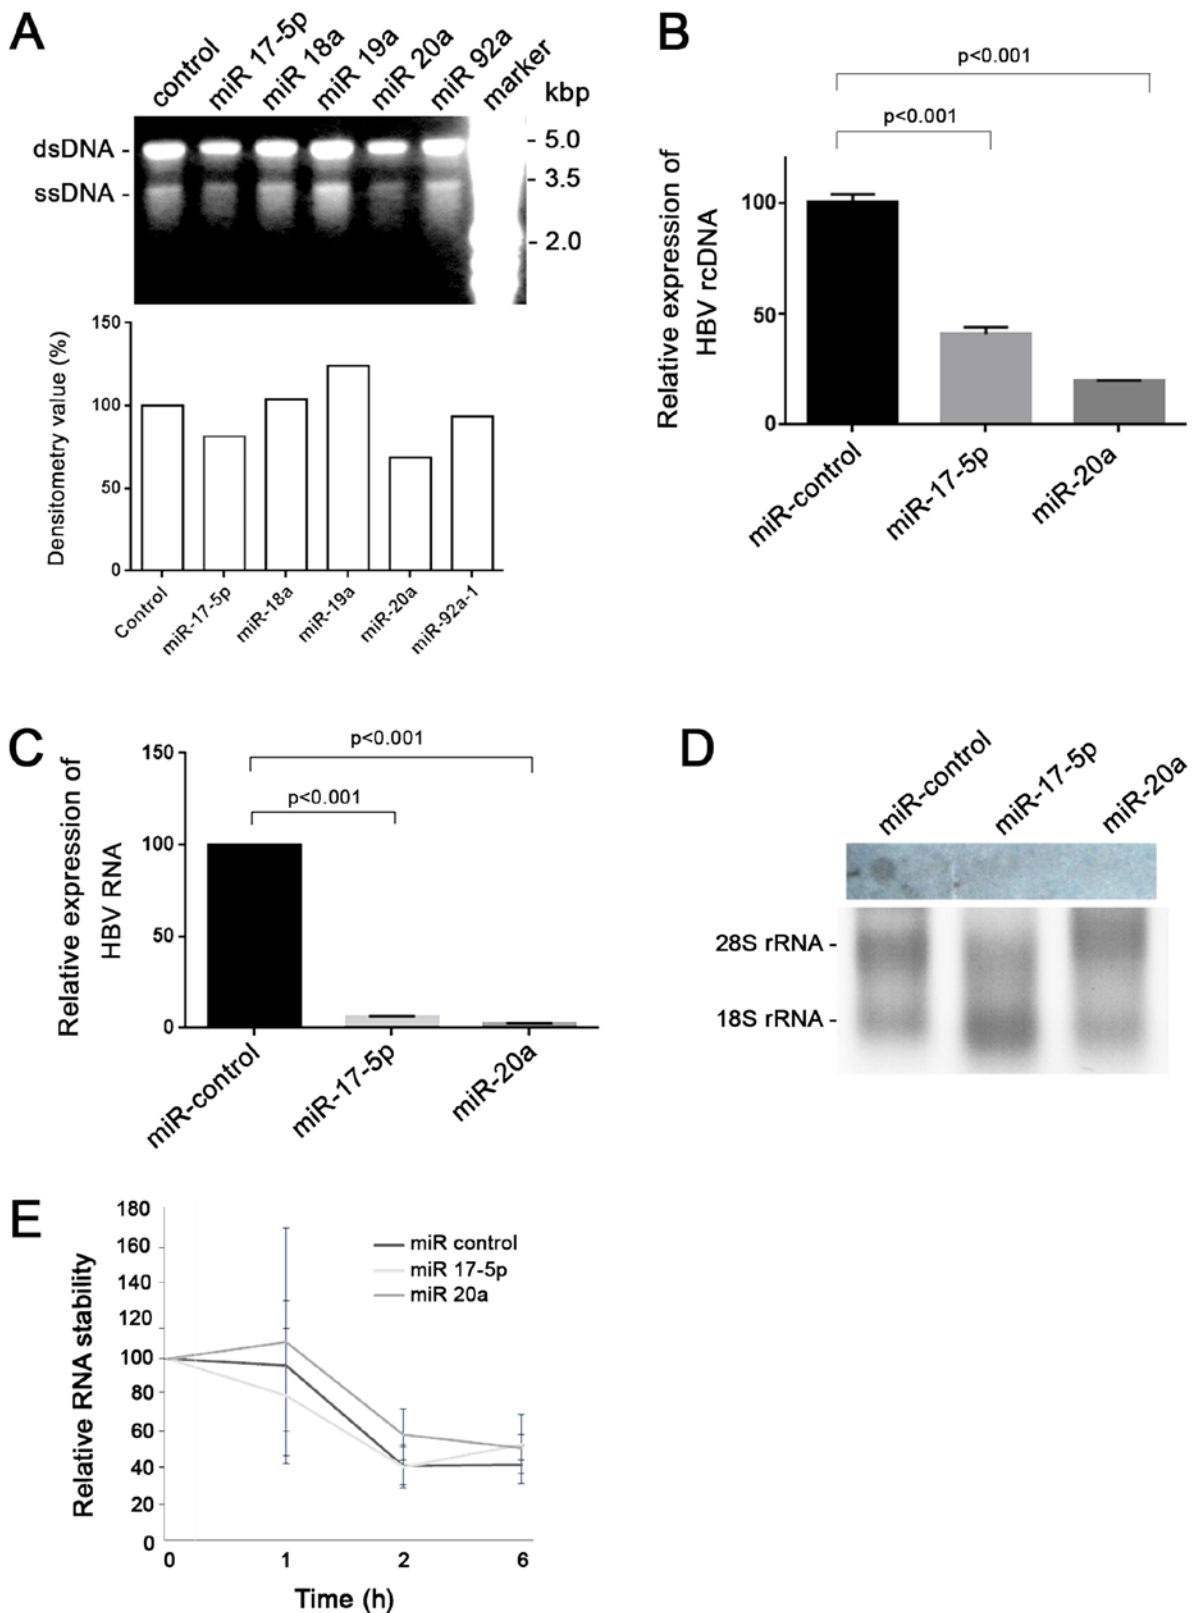 A
control
miR 17-5p
miR 18a
miR 19a
miR 20a
miR 92a
marker
kbp
dsDNA -
ssDNA -
- 5.0
- 3.5
- 2.0
Densitometry value (%)
150
100
50
0
Control
miR-17-5p
miR-18a
miR-19a
miR-20a
miR-92a-1
B
p<0.001
p<0.001
Relative expression of
HBV rcDNA
100
50
0
miR-control
miR-17-5p
miR-20a
C
p<0.001
p<0.001
Relative expression of
HBV RNA
150
100
50
0
miR-control
miR-17-5p
miR-20a
D
miR-control
miR-17-5p
miR-20a
28S rRNA -
18S rRNA -
E
Relative RNA stability
180
160
140
120
100
80
60
40
20
0
miR control
miR 17-5p
miR 20a
0
1
2
6
Time (h)